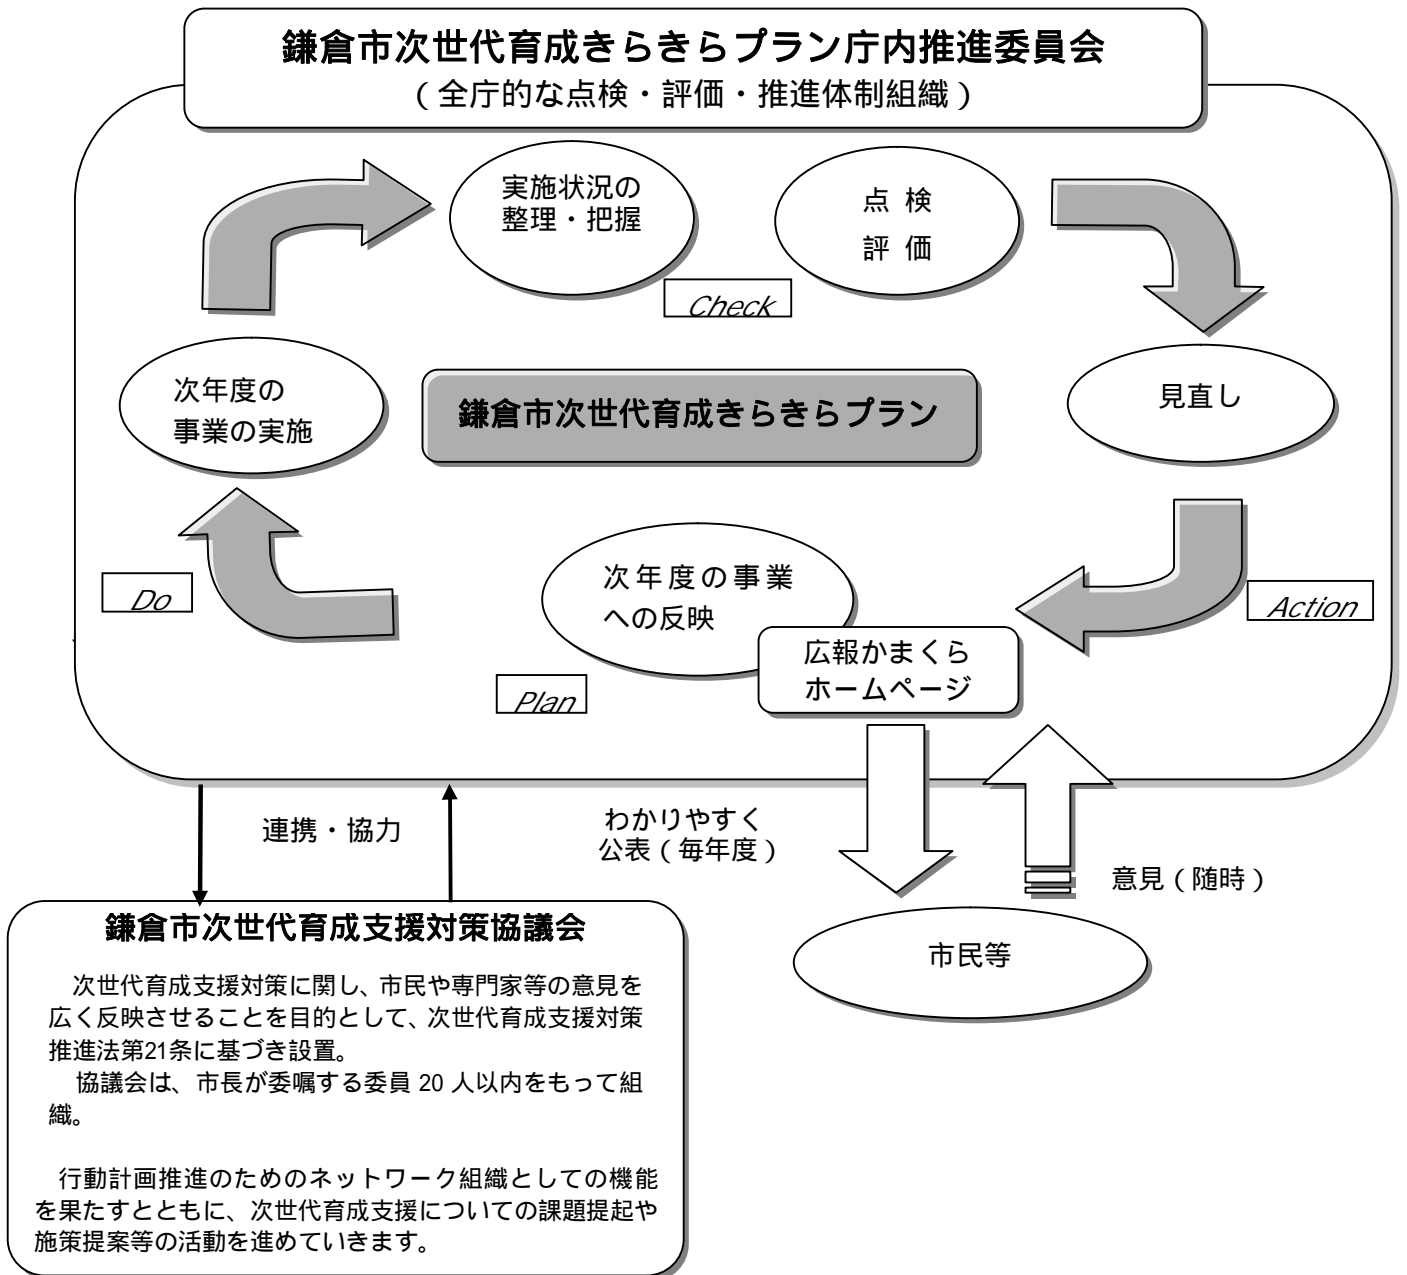 鎌倉市次世代育成きらきらプラン庁内推進委員会
（全庁的な点検・評価・推進体制組織）
実施状況の
整理・把握
点 検
評 価
Check
次年度の
事業の実施
鎌倉市次世代育成きらきらプラン
見直し
次年度の事業
への反映
Do
Action
広報かまくら
ホームページ
Plan
連携・協力
わかりやすく
公表（毎年度）
意見（随時）
鎌倉市次世代育成支援対策協議会
次世代育成支援対策に関し、市民や専門家等の意見を
広く反映させることを目的として、次世代育成支援対策
推進法第21条に基づき設置。
協議会は、市長が委嘱する委員 20 人以内をもって組
織。
行動計画推進のためのネットワーク組織としての機能
を果たすとともに、次世代育成支援についての課題提起や
施策提案等の活動を進めていきます。
市民等